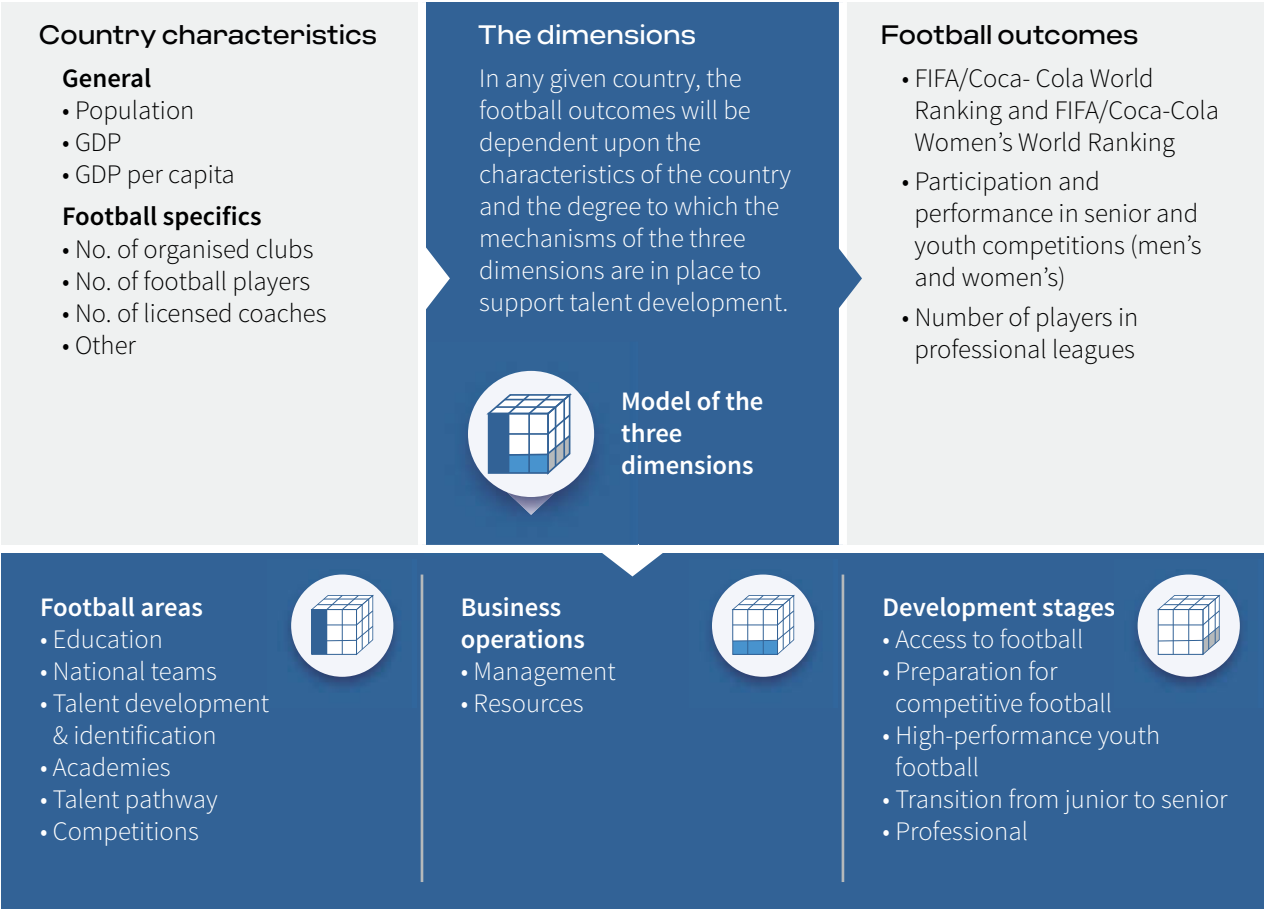 Country characteristics
General
• Population
• GDP
• GDP per capita
Football specifics
• No. of organised clubs
• No. of football players
• No. of licensed coaches
• Other
The dimensions
In any given country, the
football outcomes will be
dependent upon the
characteristics of the country
and the degree to which the
mechanisms of the three
dimensions are in place to
support talent development.
Model of the
three
dimensions
Football outcomes
• FIFA/Coca- Cola World
Ranking and FIFA/Coca-Cola
Women’s World Ranking
• Participation and
performance in senior and
youth competitions (men’s
and women’s)
• Number of players in
professional leagues
Football areas
• Education
• National teams
• Talent development
& identification
• Academies
• Talent pathway
• Competitions
Business
operations
• Management
• Resources
Development stages
• Access to football
• Preparation for
competitive football
• High-performance youth
football
• Transition from junior to senior
• Professional